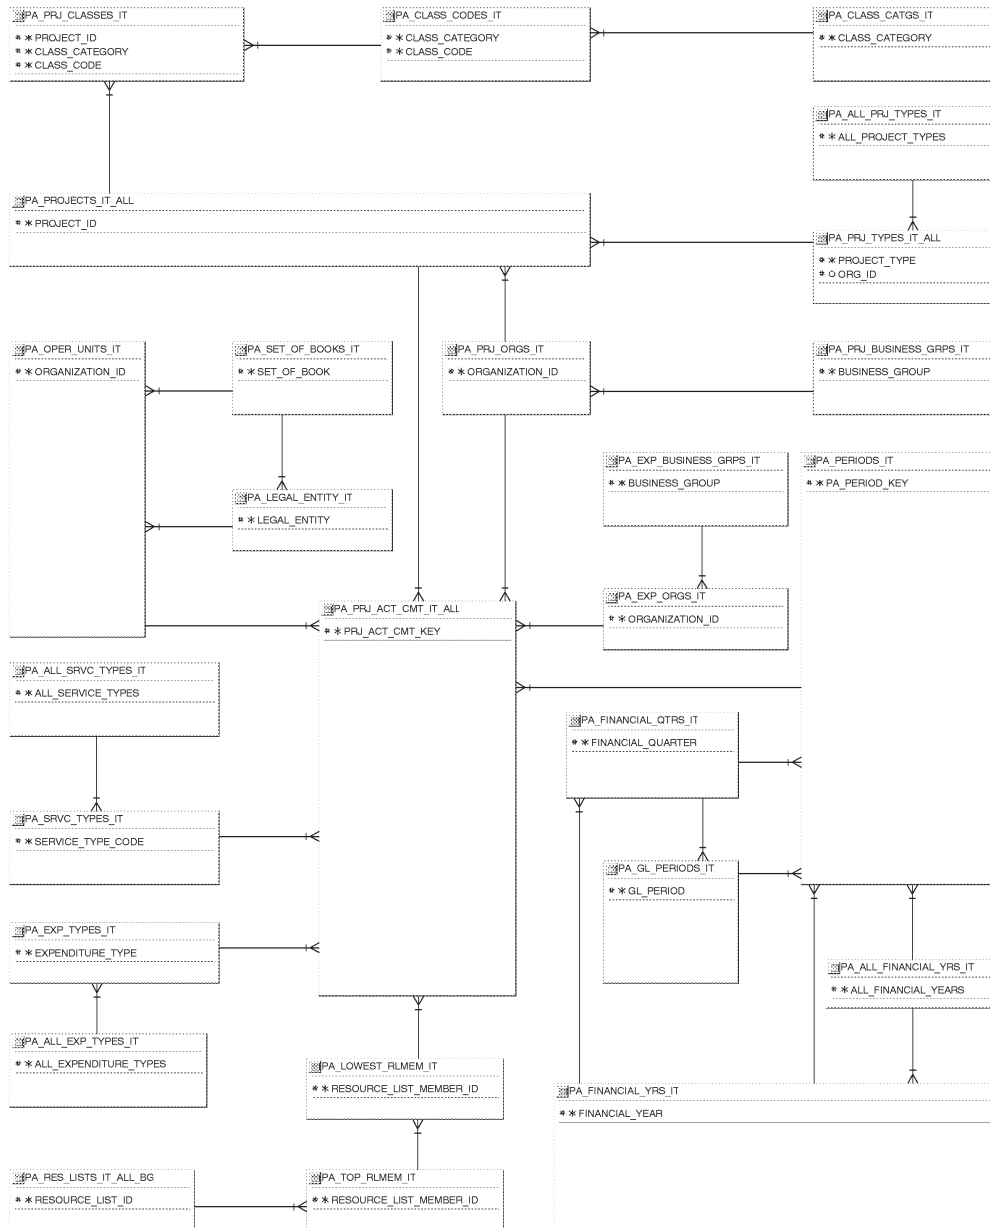 PA_PRJ_CLASSES_IT
# * PROJECT_ID
# * CLASS_CATEGORY
# * CLASS_CODE
PA_CLASS_CODES_IT
# * CLASS_CATEGORY
# * CLASS_CODE
PA_CLASS_CATGS_IT
# * CLASS_CATEGORY
PA_ALL_PRJ_TYPES_IT
# * ALL_PROJECT_TYPES
PA_PROJECTS_IT_ALL
# * PROJECT_ID
PA_PRJ_TYPES_IT_ALL
# * PROJECT_TYPE
# O ORG_ID
PA_OPER_UNITS_IT
# * ORGANIZATION_ID
PA_SET_OF_BOOKS_IT
# * SET_OF_BOOK
PA_PRJ_ORGS_IT
# * ORGANIZATION_ID
PA_PRJ_BUSINESS_GRPS_IT
# * BUSINESS_GROUP
PA_EXP_BUSINESS_GRPS_IT
# * BUSINESS_GROUP
PA_PERIODS_IT
# * PA_PERIOD_KEY
PA_LEGAL_ENTITY_IT
# * LEGAL_ENTITY
PA_EXP_ORGS_IT
# * ORGANIZATION_ID
PA_PRJ_ACT_CMT_IT_ALL
# * PRJ_ACT_CMT_KEY
PA_ALL_SRVC_TYPES_IT
# * ALL_SERVICE_TYPES
PA_FINANCIAL_QTRS_IT
# * FINANCIAL_QUARTER
PA_SRVC_TYPES_IT
# * SERVICE_TYPE_CODE
PA_GL_PERIODS_IT
# * GL_PERIOD
PA_EXP_TYPES_IT
# * EXPENDITURE_TYPE
PA_ALL_FINANCIAL_YRS_IT
# * ALL_FINANCIAL_YEARS
PA_ALL_EXP_TYPES_IT
# * ALL_EXPENDITURE_TYPES
PA_LOWEST_RLMEM_IT
# * RESOURCE_LIST_MEMBER_ID
PA_FINANCIAL_YRS_IT
# * FINANCIAL_YEAR
PA_RES_LISTS_IT_ALL_BG
# * RESOURCE_LIST_ID
PA_TOP_RLMEM_IT
# * RESOURCE_LIST_MEMBER_ID